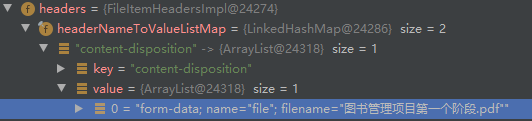 headers = {FileItemHeadersImpl@24274}
headerNameToValueListMap = {LinkedHashMap@24286} size = 2
"content-disposition" -> {ArrayList@24318} size = 1
key = "content-disposition"
value = {ArrayList@24318} size = 1
0 = "form-data; name="file"; filename="图书管理项目第一个阶段.pdf""